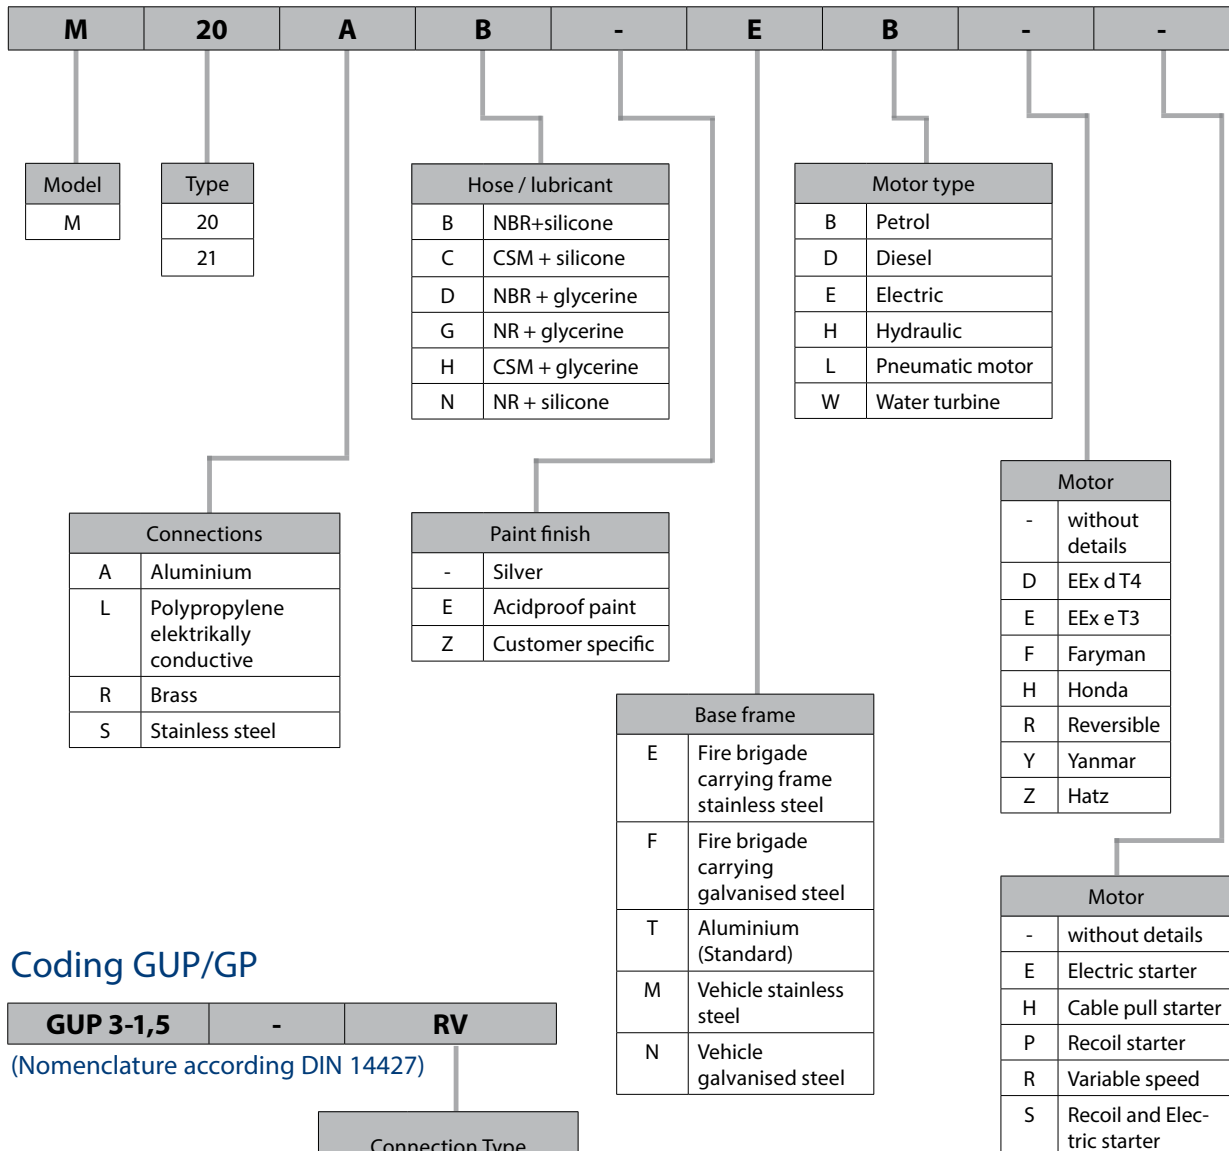 M 20 A B - E B - -
Model
M
Type
20
21
Hose / lubricant
B NBR+silicone
C CSM + silicone
D NBR + glycerine
G NR + glycerine
H CSM + glycerine
N NR + silicone
Motor type
B Petrol
D Diesel
E Electric
H Hydraulic
L Pneumatic motor
W Water turbine
Connections
A Aluminium
L Polypropylene
elektrikally
conductive
R Brass
S Stainless steel
Paint finish
- Silver
E Acidproof paint
Z Customer specific
Motor
- without
details
D EEx d T4
E EEx e T3
F Faryman
H Honda
R Reversible
Y Yanmar
Z Hatz
Base frame
E Fire brigade
carrying frame
stainless steel
F Fire brigade
carrying
galvanised steel
T Aluminium
(Standard)
M Vehicle stainless
steel
N Vehicle
galvanised steel
Motor
- without details
E Electric starter
H Cable pull starter
P Recoil starter
R Variable speed
S Recoil and Elec-
tric starter
Coding GUP/GP
GUP 3-1,5 - RV
(Nomenclature according DIN 14427)
Connection Type